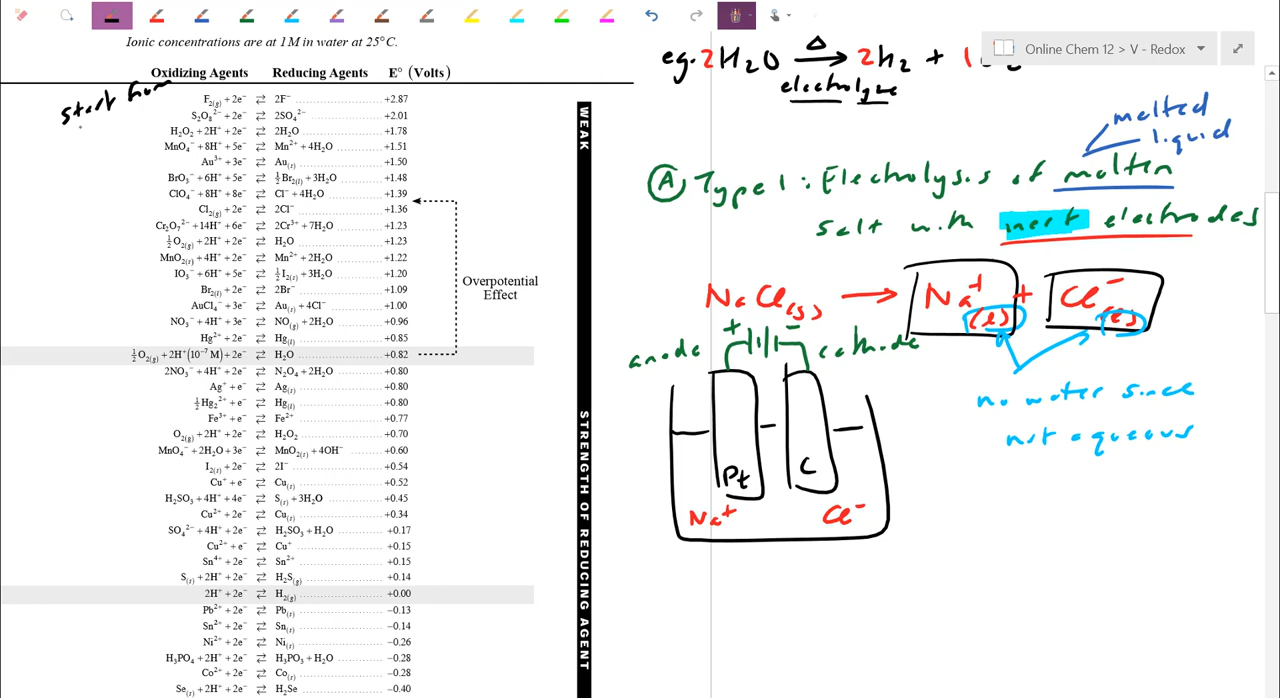 Ionic concentrations are at 1M in water at 25°C.
Oxidizing Agents Reducing Agents E° (Volts)
start from
F₂(g) + 2e⁻ ⇄ 2F⁻ +2.87
S₂O₈²⁻ + 2e⁻ ⇄ 2SO₄²⁻ +2.01
H₂O₂ + 2H⁺ + 2e⁻ ⇄ 2H₂O +1.78
MnO₄⁻ + 8H⁺ + 5e⁻ ⇄ Mn²⁺ + 4H₂O +1.51
Au³⁺ + 3e⁻ ⇄ Au(s) +1.50
BrO₃⁻ + 6H⁺ + 5e⁻ ⇄ ½Br₂(l) + 3H₂O +1.48
ClO₄⁻ + 8H⁺ + 8e⁻ ⇄ Cl⁻ + 4H₂O +1.39
Cl₂(g) + 2e⁻ ⇄ 2Cl⁻ +1.36
Cr₂O₇²⁻ + 14H⁺ + 6e⁻ ⇄ 2Cr³⁺ + 7H₂O +1.23
½O₂(g) + 2H⁺ + 2e⁻ ⇄ H₂O +1.23
MnO₂(s) + 4H⁺ + 2e⁻ ⇄ Mn²⁺ + 2H₂O +1.22
IO₃⁻ + 6H⁺ + 5e⁻ ⇄ ½I₂(s) + 3H₂O +1.20
Br₂(l) + 2e⁻ ⇄ 2Br⁻ +1.09
AuCl₄⁻ + 3e⁻ ⇄ Au(s) + 4Cl⁻ +1.00
NO₃⁻ + 4H⁺ + 3e⁻ ⇄ NO(g) + 2H₂O +0.96
Hg²⁺ + 2e⁻ ⇄ Hg(l) +0.85
½O₂(g) + 2H⁺(10⁻⁷ M) + 2e⁻ ⇄ H₂O +0.82
2NO₃⁻ + 4H⁺ + 2e⁻ ⇄ N₂O₄ + 2H₂O +0.80
Ag⁺ + e⁻ ⇄ Ag(s) +0.80
½Hg₂²⁺ + e⁻ ⇄ Hg(l) +0.80
Fe³⁺ + e⁻ ⇄ Fe²⁺ +0.77
O₂(g) + 2H⁺ + 2e⁻ ⇄ H₂O₂ +0.70
MnO₄⁻ + 2H₂O + 3e⁻ ⇄ MnO₂(s) + 4OH⁻ +0.60
I₂(s) + 2e⁻ ⇄ 2I⁻ +0.54
Cu⁺ + e⁻ ⇄ Cu(s) +0.52
H₂SO₃ + 4H⁺ + 4e⁻ ⇄ S(s) + 3H₂O +0.45
Cu²⁺ + 2e⁻ ⇄ Cu(s) +0.34
SO₄²⁻ + 4H⁺ + 2e⁻ ⇄ H₂SO₃ + H₂O +0.17
Cu²⁺ + e⁻ ⇄ Cu⁺ +0.15
Sn⁴⁺ + 2e⁻ ⇄ Sn²⁺ +0.15
S(s) + 2H⁺ + 2e⁻ ⇄ H₂S(g) +0.14
2H⁺ + 2e⁻ ⇄ H₂(g) +0.00
Pb²⁺ + 2e⁻ ⇄ Pb(s) −0.13
Sn²⁺ + 2e⁻ ⇄ Sn(s) −0.14
Ni²⁺ + 2e⁻ ⇄ Ni(s) −0.26
H₃PO₄ + 2H⁺ + 2e⁻ ⇄ H₃PO₃ + H₂O −0.28
Co²⁺ + 2e⁻ ⇄ Co(s) −0.28
Se(s) + 2H⁺ + 2e⁻ ⇄ H₂Se −0.40
Overpotential
Effect
WEAK
STRENGTH OF REDUCING AGENT
Online Chem 12 > V - Redox
eg. 2H₂O Δ→ 2h₂ + 1
electrolyze
melted
liquid
Ⓐ Type 1: Electrolysis of molten
salt with inert electrodes
NaCl(s) → Na⁺(l) + Cl⁻(l)
no water since
not aqueous
anode + − cathode
Pt C
Na⁺ Cl⁻